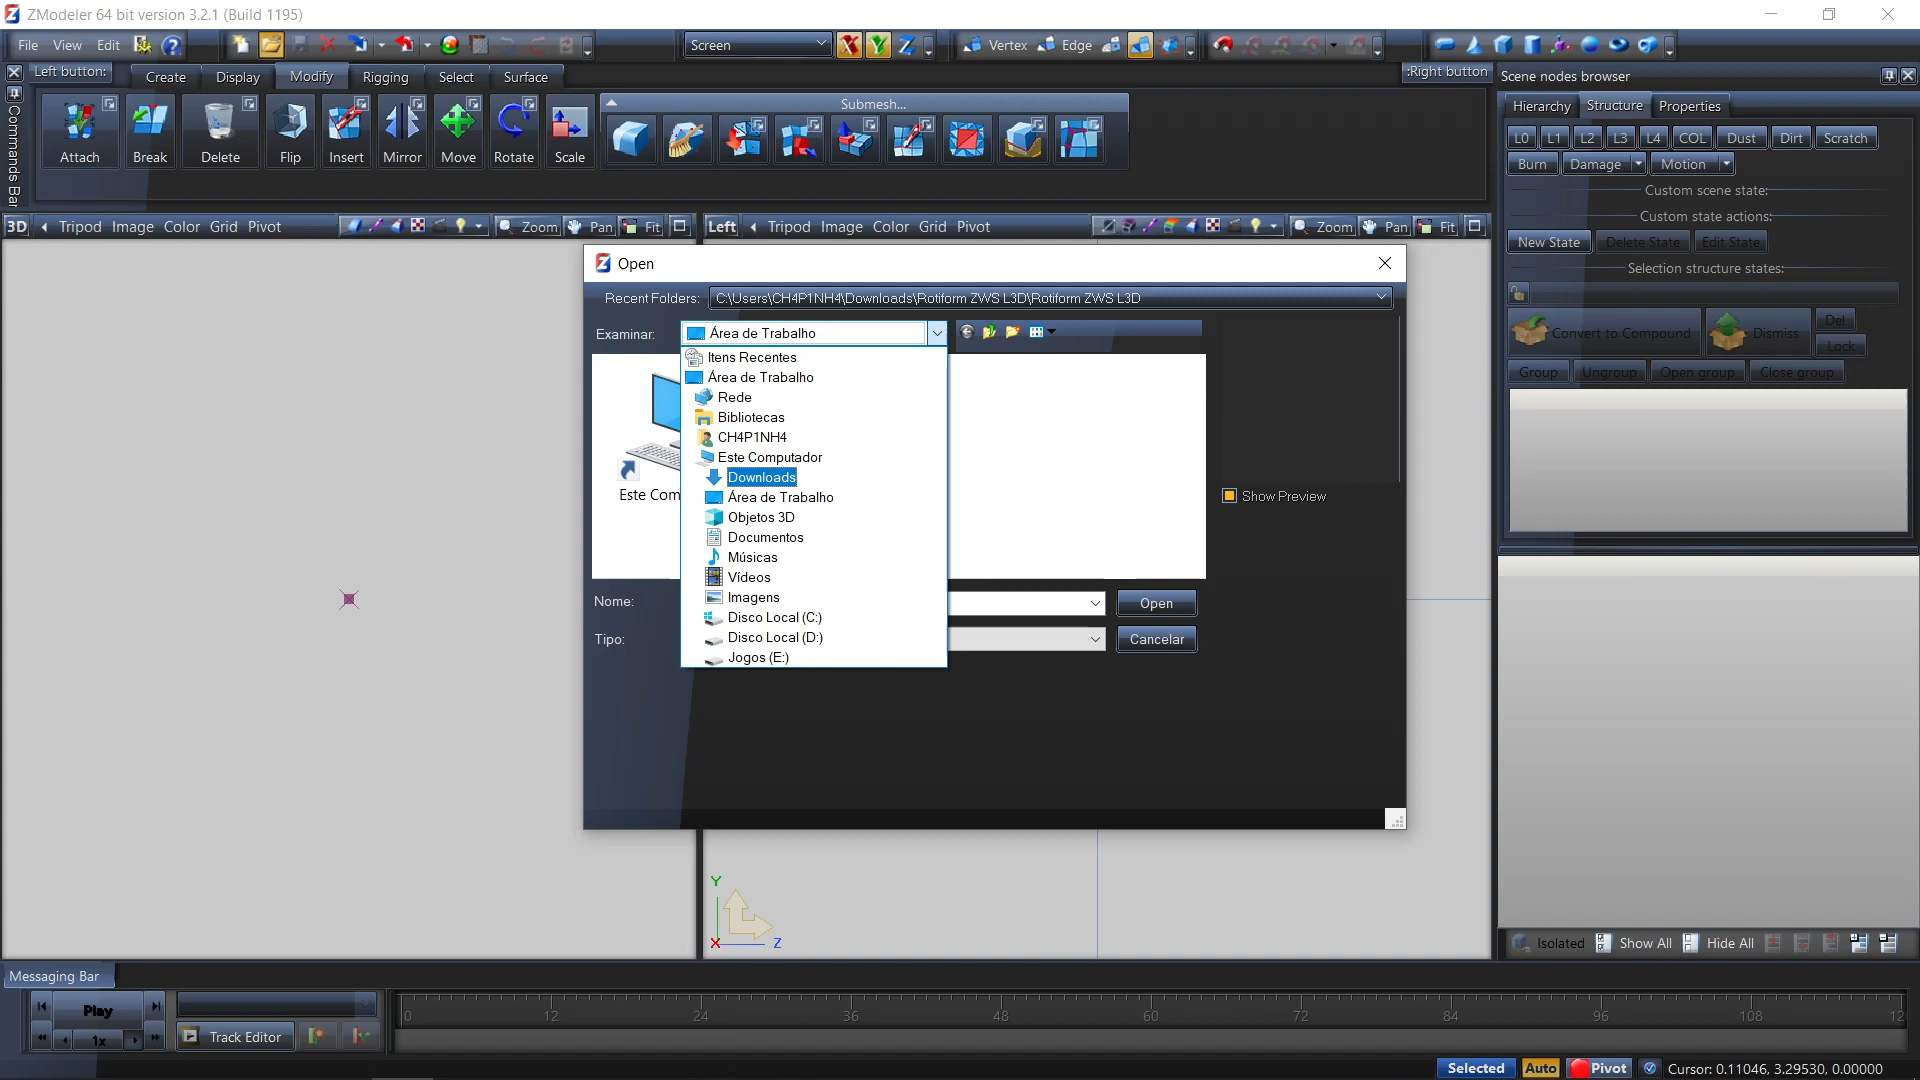 ZModeler 64 bit version 3.2.1 (Build 1195)
File View Edit Screen X Y Z Vertex Edge
Left button: Create Display Modify Rigging Select Surface :Right button
Commands Bar
Submesh...
Attach Break Delete Flip Insert Mirror Move Rotate Scale
3D Tripod Image Color Grid Pivot Zoom Pan Fit
Left Tripod Image Color Grid Pivot Zoom Pan Fit
Open
Recent Folders: C:\Users\CH4P1NH4\Downloads\Rotiform ZWS L3D\Rotiform ZWS L3D
Examinar: Área de Trabalho
Itens Recentes
Área de Trabalho
Rede
Bibliotecas
CH4P1NH4
Este Computador
Downloads
Área de Trabalho
Objetos 3D
Documentos
Músicas
Vídeos
Imagens
Disco Local (C:)
Disco Local (D:)
Jogos (E:)
Este Com
Show Preview
Nome: Open
Tipo: Cancelar
Y
X Z
Scene nodes browser
Hierarchy Structure Properties
L0 L1 L2 L3 L4 COL Dust Dirt Scratch
Burn Damage Motion
Custom scene state:
Custom state actions:
New State Delete State Edit State
Selection structure states:
Convert to Compound Dismiss Del
Lock
Group Ungroup Open group Close group
Isolated Show All Hide All
Messaging Bar
Play
1x
Track Editor
0 12 24 36 48 60 72 84 96 108 12
Selected Auto Pivot Cursor: 0.11046, 3.29530, 0.00000